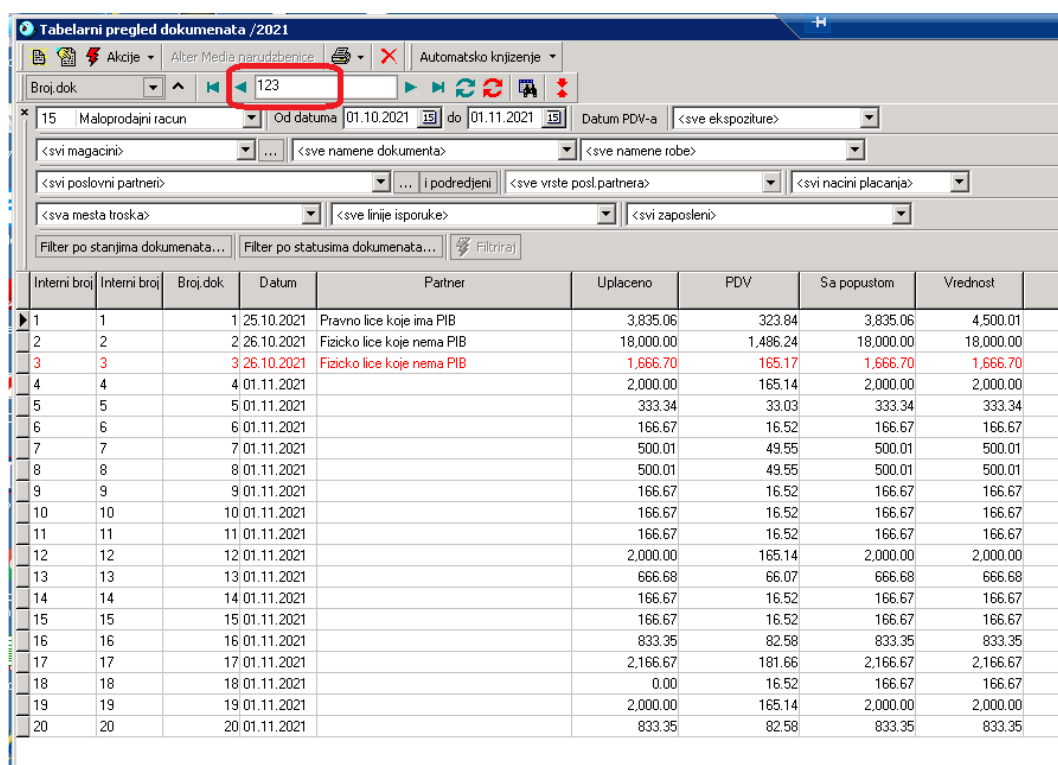 Tabelarni pregled dokumenata /2021
Akcije Alter Media narudzbenice Automatsko knjizenje
Broj.dok 123
15 Maloprodajni racun Od datuma 01.10.2021 15 do 01.11.2021 15 Datum PDV-a <sve ekspoziture>
<svi magacini> ... <sve namene dokumenta> <sve namene robe>
<svi poslovni partneri> ... i podredjeni <sve vrste posl.partnera> <svi nacini placanja>
<sva mesta troska> <sve linije isporuke> <svi zaposleni>
Filter po stanjima dokumenata... Filter po statusima dokumenata... Filtriraj
Interni broj Interni broj Broj.dok Datum Partner Uplaceno PDV Sa popustom Vrednost
1 1 1 25.10.2021 Pravno lice koje ima PIB 3,835.06 323.84 3,835.06 4,500.01
2 2 2 26.10.2021 Fizicko lice koje nema PIB 18,000.00 1,486.24 18,000.00 18,000.00
3 3 3 26.10.2021 Fizicko lice koje nema PIB 1,666.70 165.17 1,666.70 1,666.70
4 4 4 01.11.2021 2,000.00 165.14 2,000.00 2,000.00
5 5 5 01.11.2021 333.34 33.03 333.34 333.34
6 6 6 01.11.2021 166.67 16.52 166.67 166.67
7 7 7 01.11.2021 500.01 49.55 500.01 500.01
8 8 8 01.11.2021 500.01 49.55 500.01 500.01
9 9 9 01.11.2021 166.67 16.52 166.67 166.67
10 10 10 01.11.2021 166.67 16.52 166.67 166.67
11 11 11 01.11.2021 166.67 16.52 166.67 166.67
12 12 12 01.11.2021 2,000.00 165.14 2,000.00 2,000.00
13 13 13 01.11.2021 666.68 66.07 666.68 666.68
14 14 14 01.11.2021 166.67 16.52 166.67 166.67
15 15 15 01.11.2021 166.67 16.52 166.67 166.67
16 16 16 01.11.2021 833.35 82.58 833.35 833.35
17 17 17 01.11.2021 2,166.67 181.66 2,166.67 2,166.67
18 18 18 01.11.2021 0.00 16.52 166.67 166.67
19 19 19 01.11.2021 2,000.00 165.14 2,000.00 2,000.00
20 20 20 01.11.2021 833.35 82.58 833.35 833.35